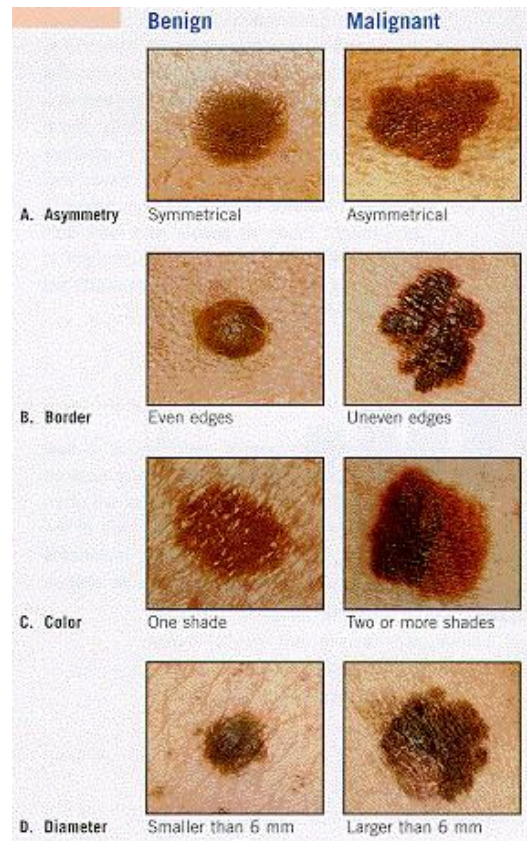 Benign Malignant
A. Asymmetry Symmetrical Asymmetrical
B. Border Even edges Uneven edges
C. Color One shade Two or more shades
D. Diameter Smaller than 6 mm Larger than 6 mm